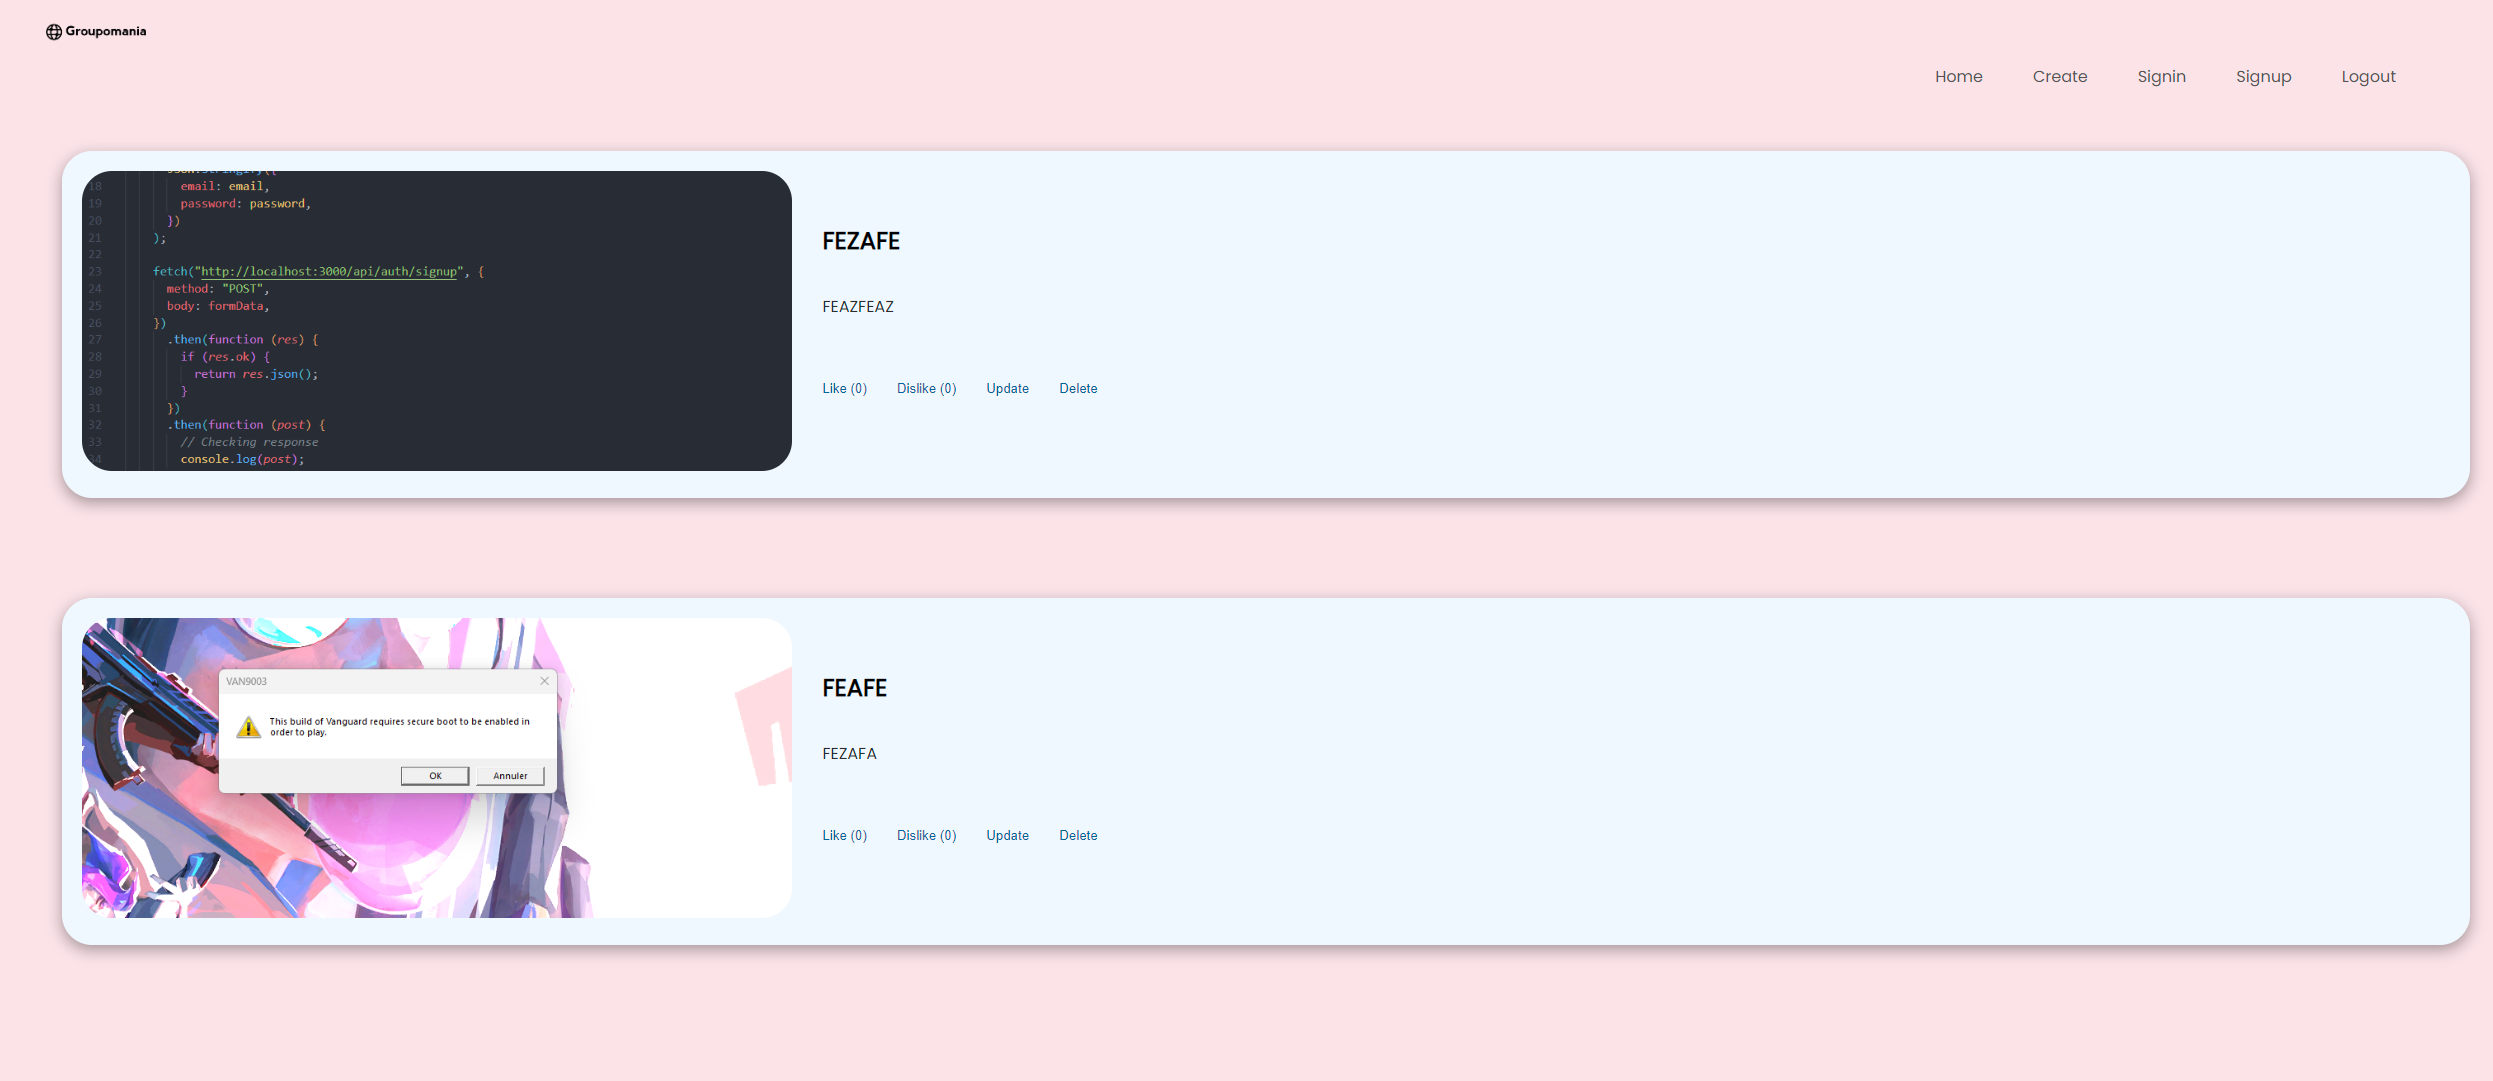 Groupomania
Home Create Signin Signup Logout
JSON.stringify({
18 email: email,
19 password: password,
20 })
21 );
22
23 fetch("http://localhost:3000/api/auth/signup", {
24 method: "POST",
25 body: formData,
26 })
27 .then(function (res) {
28 if (res.ok) {
29 return res.json();
30 }
31 })
32 .then(function (post) {
33 // Checking response
34 console.log(post);
FEZAFE
FEAZFEAZ
Like (0) Dislike (0) Update Delete
VAN9003
This build of Vanguard requires secure boot to be enabled in
order to play.
OK Annuler
FEAFE
FEZAFA
Like (0) Dislike (0) Update Delete